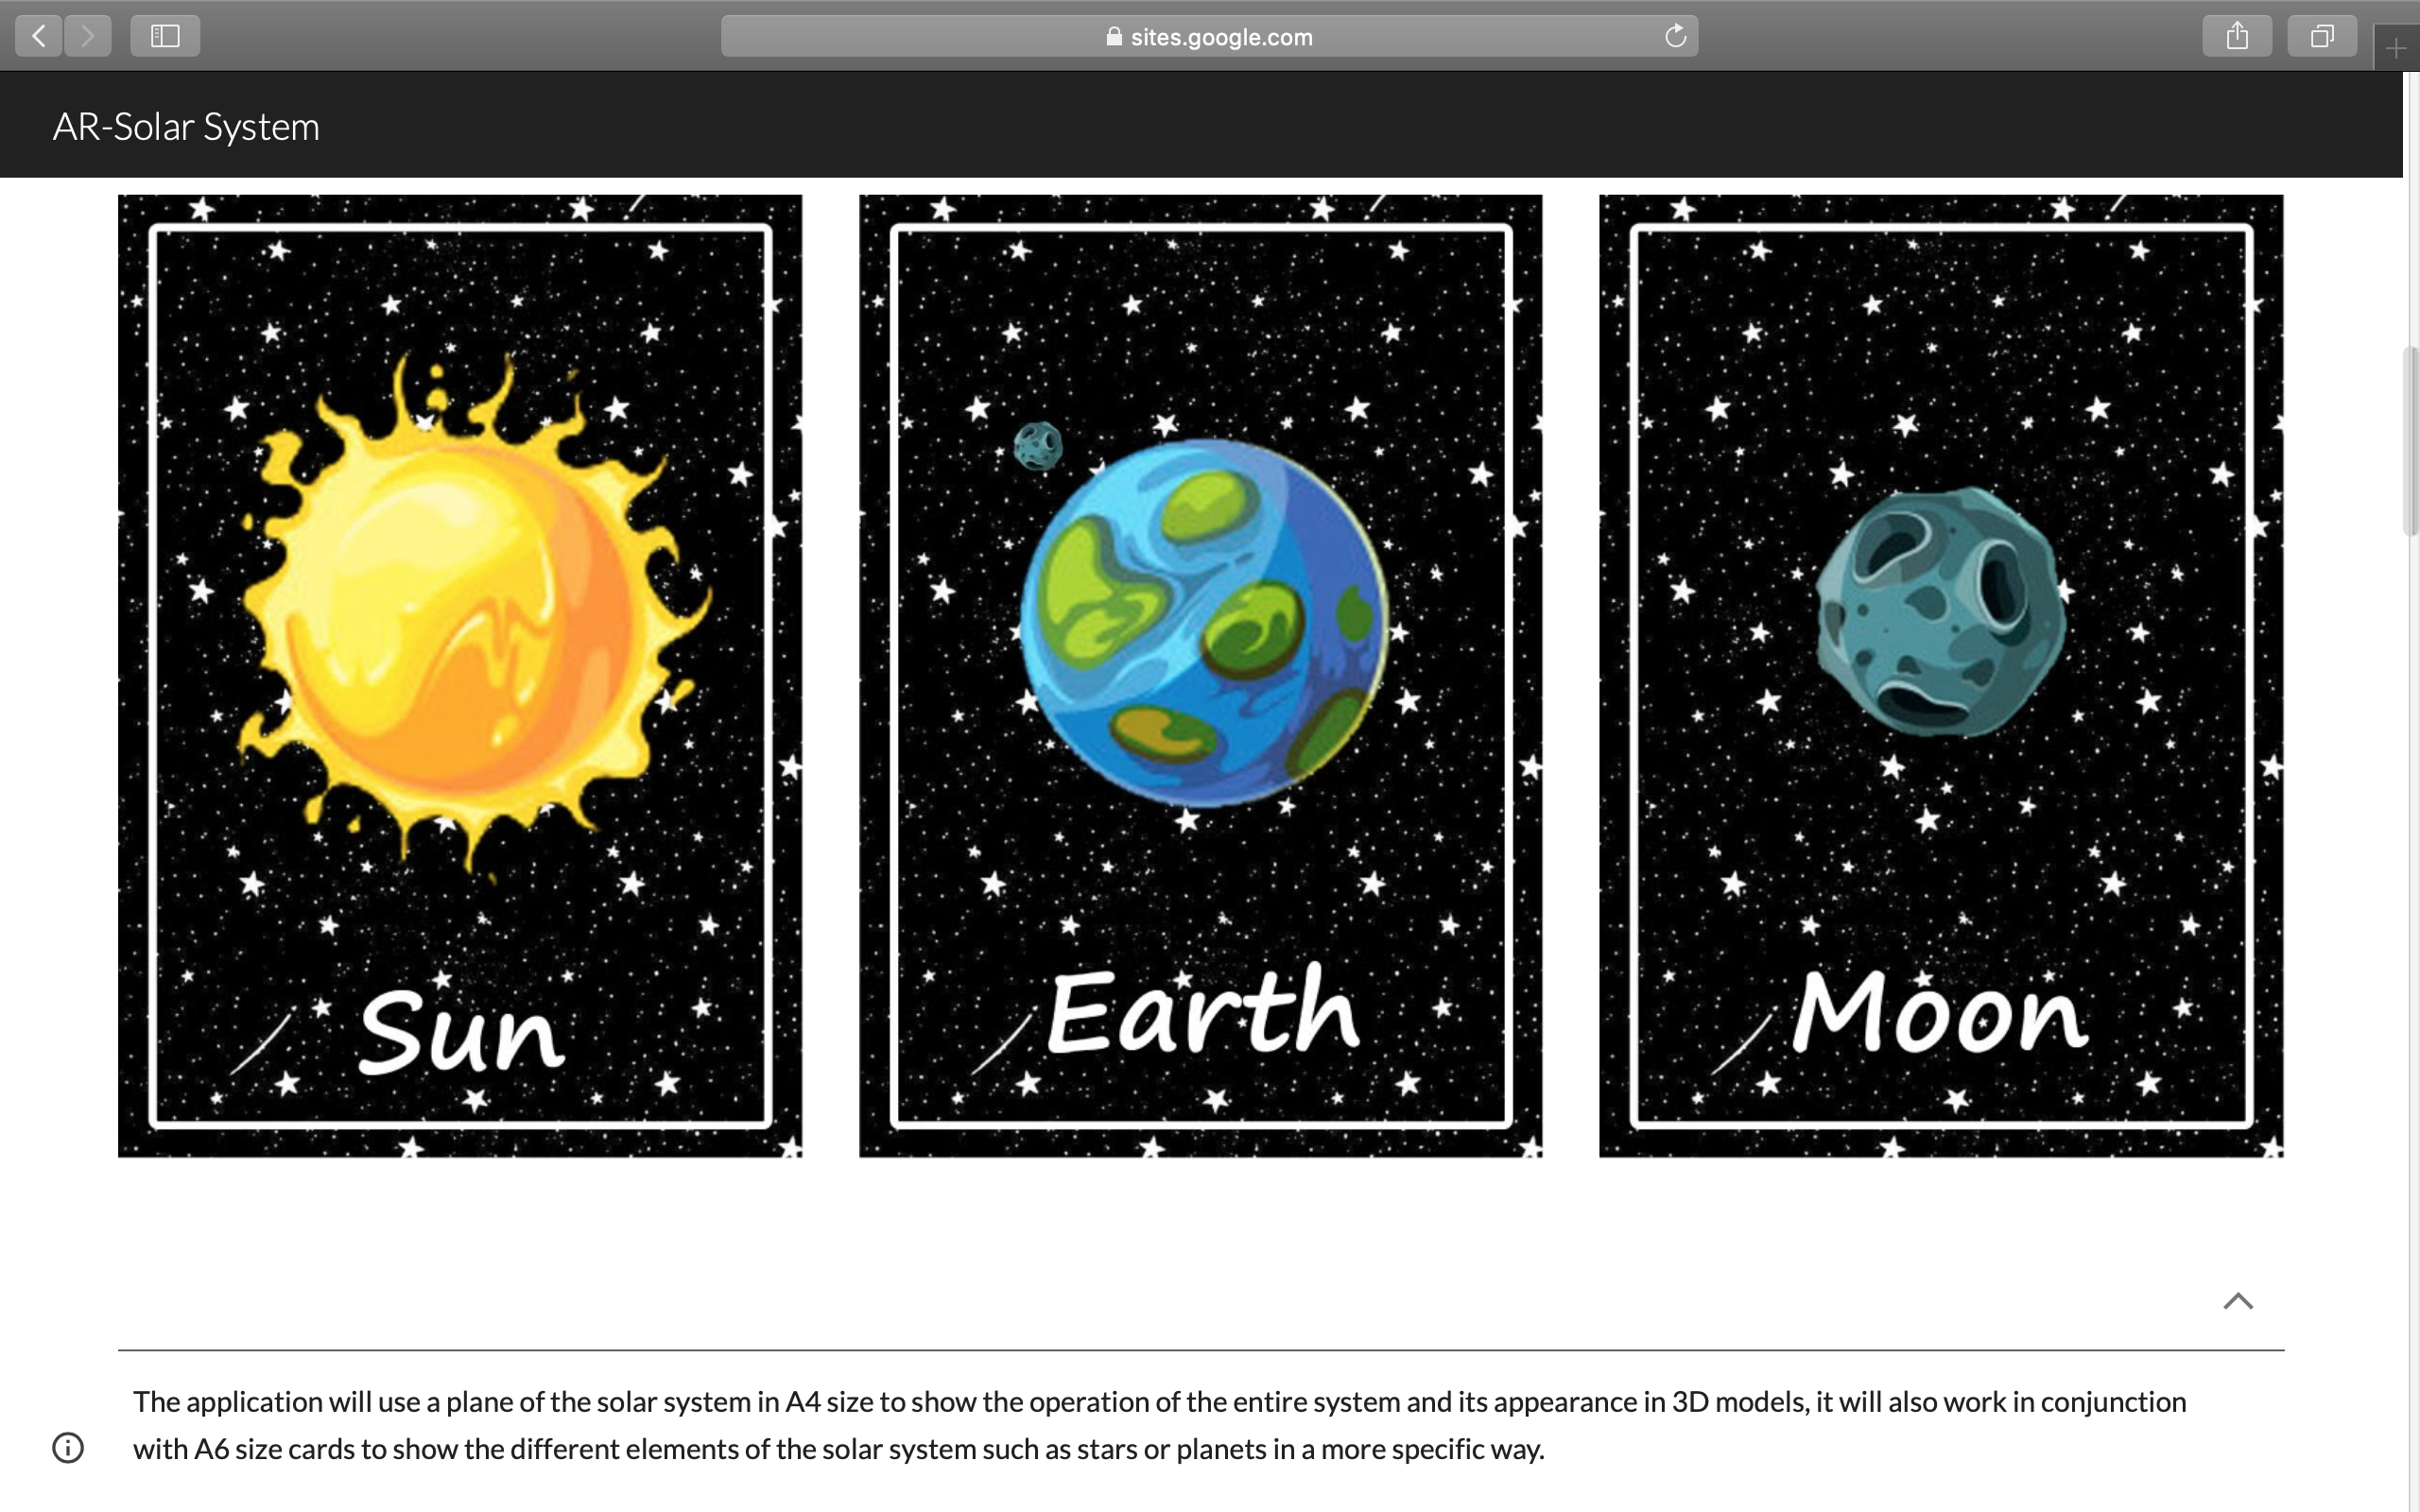 sites.google.com
AR-Solar System
Sun
Earth
Moon
The application will use a plane of the solar system in A4 size to show the operation of the entire system and its appearance in 3D models, it will also work in conjunction
with A6 size cards to show the different elements of the solar system such as stars or planets in a more specific way.